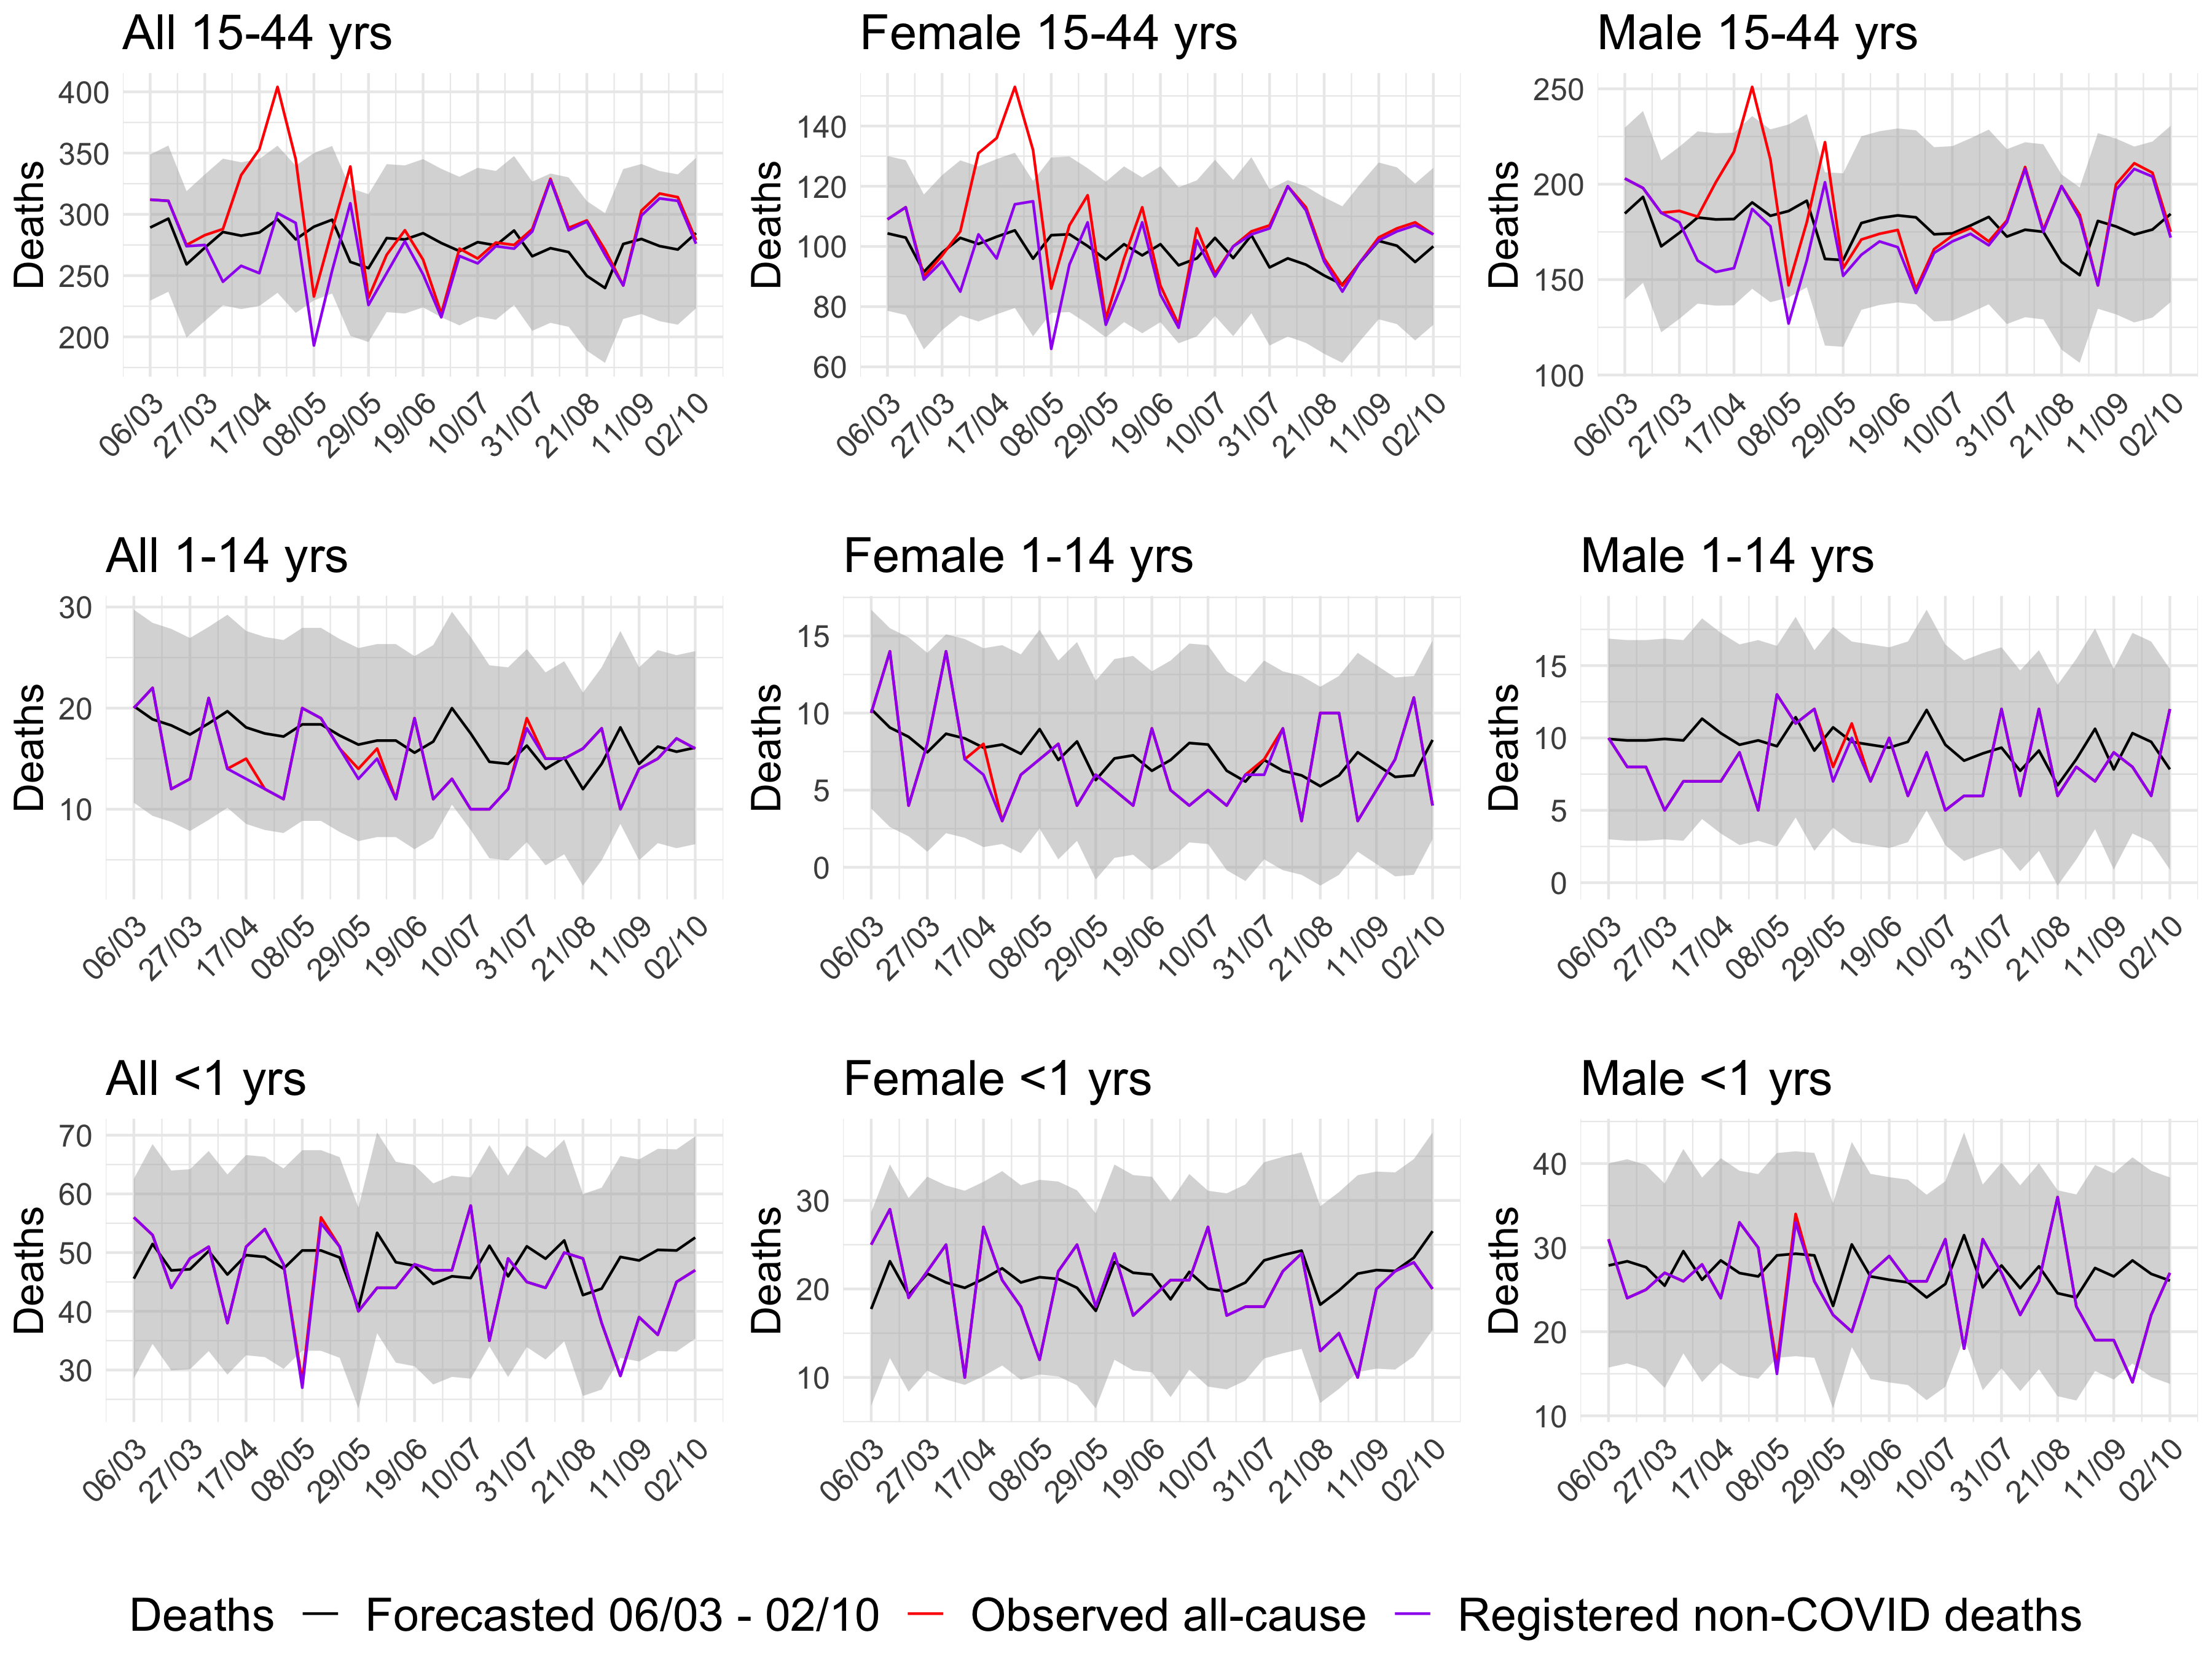 All 15-44 yrs
Female 15-44 yrs
Male 15-44 yrs
Deaths
400
350
300
250
200
06/03 27/03 17/04 08/05 29/05 19/06 10/07 31/07 21/08 11/09 02/10
Deaths
140
120
100
80
60
06/03 27/03 17/04 08/05 29/05 19/06 10/07 31/07 21/08 11/09 02/10
Deaths
250
200
150
100
06/03 27/03 17/04 08/05 29/05 19/06 10/07 31/07 21/08 11/09 02/10
All 1-14 yrs
Female 1-14 yrs
Male 1-14 yrs
Deaths
30
20
10
06/03 27/03 17/04 08/05 29/05 19/06 10/07 31/07 21/08 11/09 02/10
Deaths
15
10
5
0
06/03 27/03 17/04 08/05 29/05 19/06 10/07 31/07 21/08 11/09 02/10
Deaths
15
10
5
0
06/03 27/03 17/04 08/05 29/05 19/06 10/07 31/07 21/08 11/09 02/10
All <1 yrs
Female <1 yrs
Male <1 yrs
Deaths
70
60
50
40
30
06/03 27/03 17/04 08/05 29/05 19/06 10/07 31/07 21/08 11/09 02/10
Deaths
30
20
10
06/03 27/03 17/04 08/05 29/05 19/06 10/07 31/07 21/08 11/09 02/10
Deaths
40
30
20
10
06/03 27/03 17/04 08/05 29/05 19/06 10/07 31/07 21/08 11/09 02/10
Deaths Forecasted 06/03 - 02/10 Observed all-cause Registered non-COVID deaths